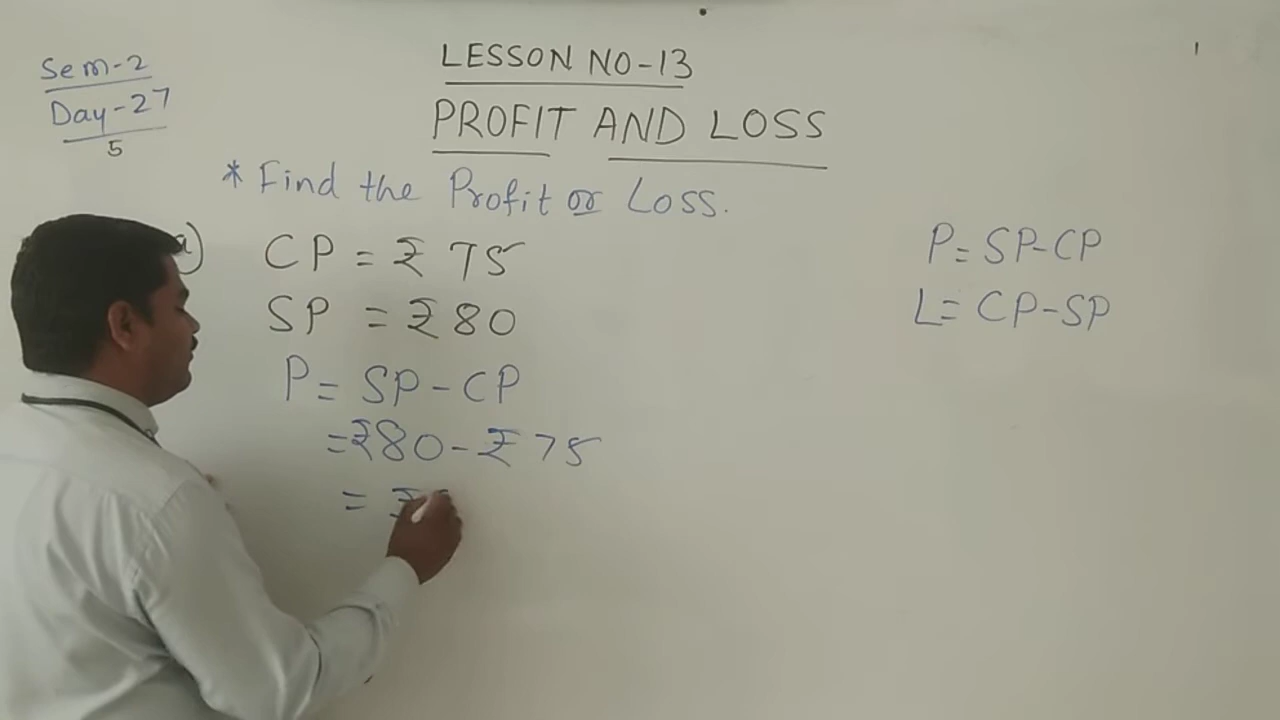 Sem-2
Day-27
5
LESSON NO-13
PROFIT AND LOSS
* Find the Profit or Loss.
a) CP = ₹ 75
SP = ₹80
P = SP - CP
= ₹80 - ₹ 75
= ₹
P = SP-CP
L = CP-SP